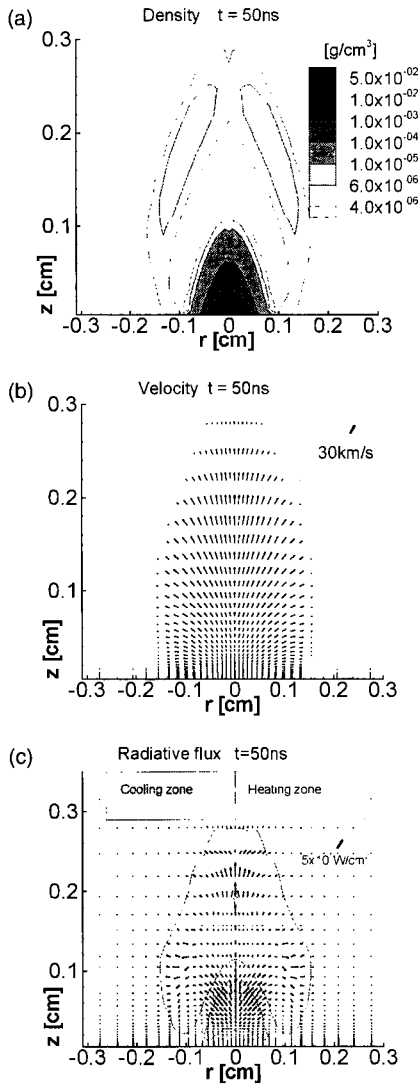 (a)
Density t = 50ns
[g/cm³]
5.0x10⁻⁰²
1.0x10⁻⁰²
1.0x10⁻⁰³
1.0x10⁻⁰⁴
1.0x10⁻⁰⁵
6.0x10⁻⁰⁶
4.0x10⁻⁰⁶
0.3
0.2
0.1
z [cm]
-0.3 -0.2 -0.1 0 0.1 0.2 0.3
r [cm]
(b)
Velocity t = 50ns
30km/s
0.3
0.2
0.1
z [cm]
-0.3 -0.2 -0.1 0 0.1 0.2 0.3
r [cm]
(c)
Radiative flux t=50ns
Cooling zone
Heating zone
0.3
0.2
0.1
z [cm]
-0.3 -0.2 -0.1 0 0.1 0.2 0.3
r [cm]